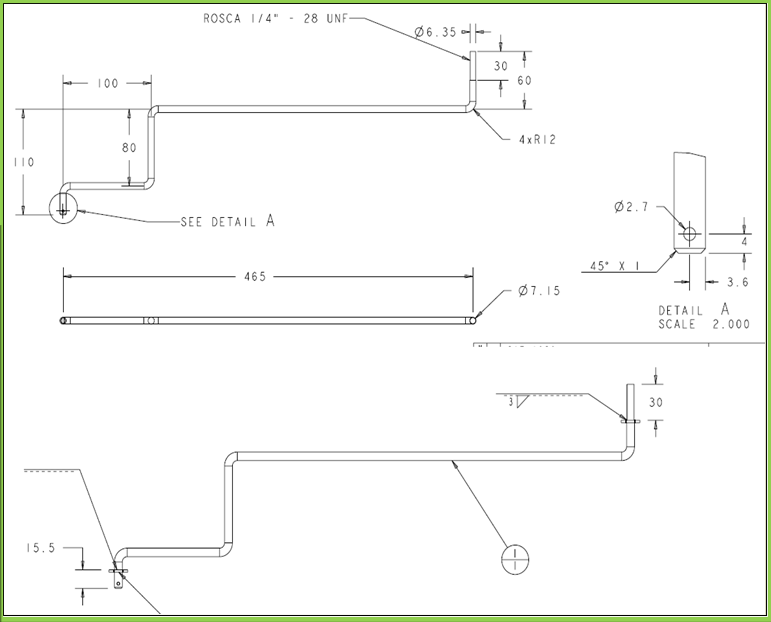 ROSCA 1/4" - 28 UNF
Ø6.35
30
60
100
80
110
4xR12
SEE DETAIL A
Ø2.7
4
45° X 1
3.6
DETAIL A
SCALE 2.000
465
Ø7.15
3
30
15.5
1